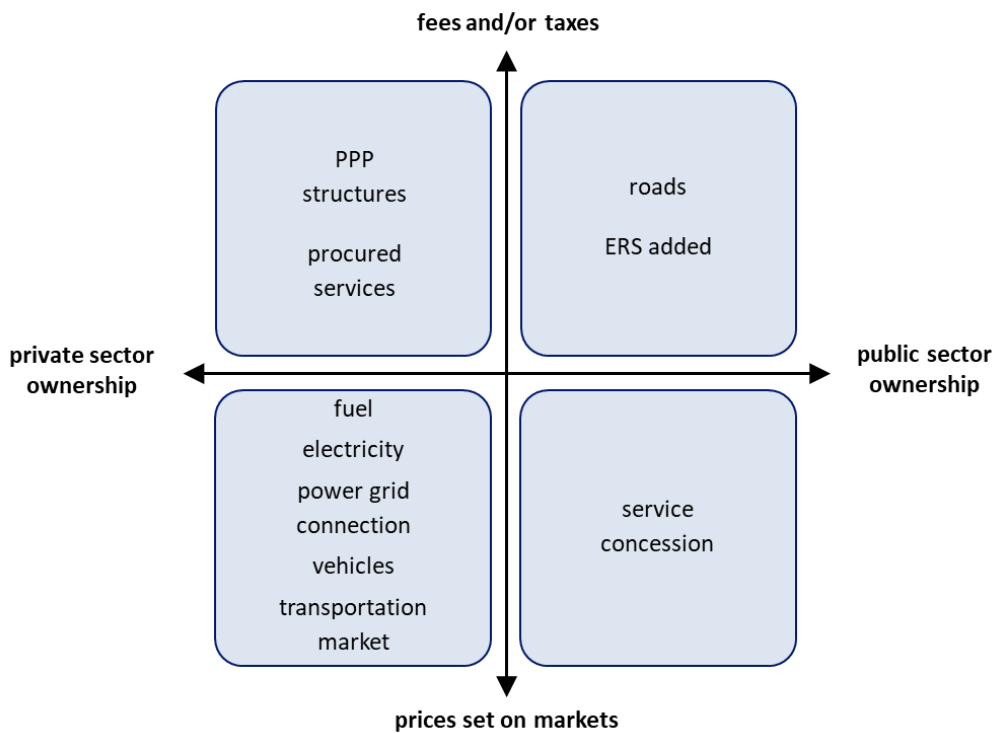 fees and/or taxes
PPP
structures
procured
services
roads
ERS added
private sector
ownership
public sector
ownership
fuel
electricity
power grid
connection
vehicles
transportation
market
service
concession
prices set on markets